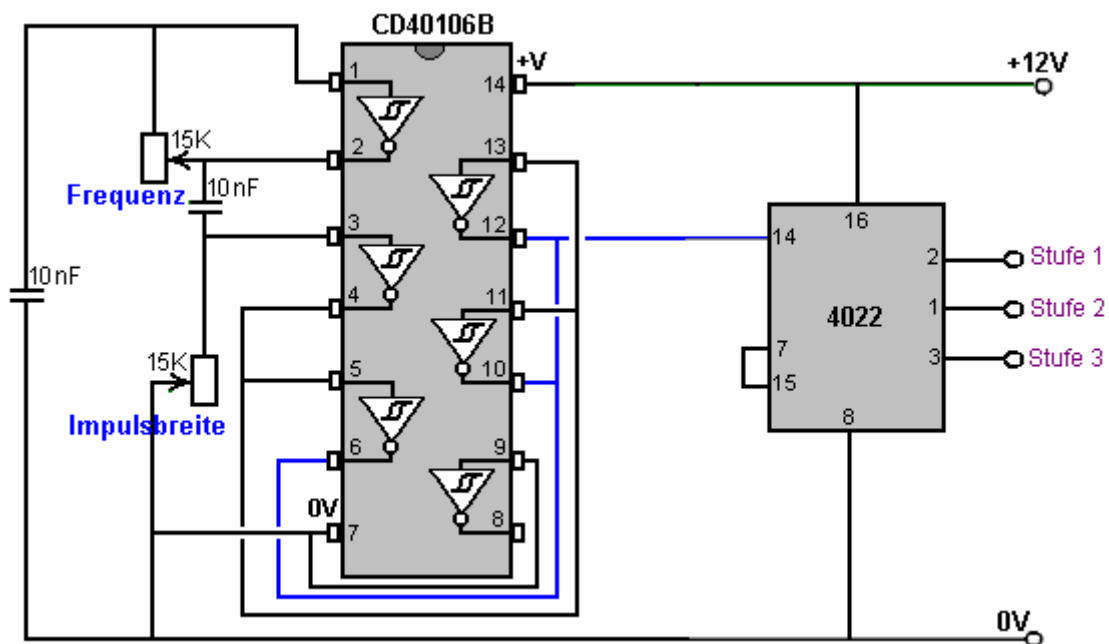 CD40106B
+V
+12V
1
14
15K
2
13
Frequenz
10nF
3
12
14
16
2
Stufe 1
10nF
4
11
4022
1
Stufe 2
15K
5
10
7
3
Stufe 3
15
Impulsbreite
6
9
8
0V
7
8
0V